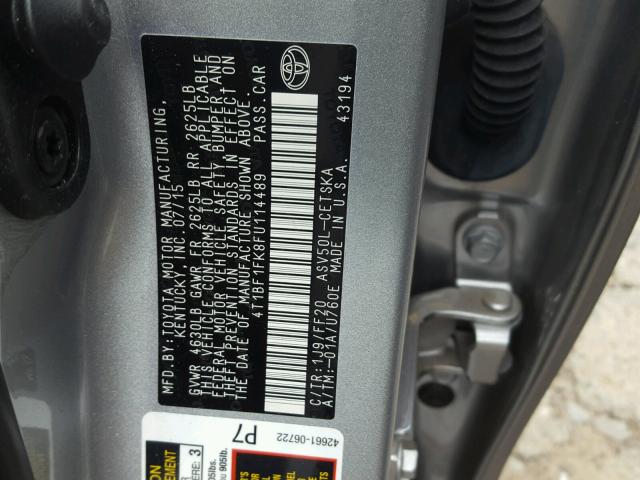 MFD. BY:TOYOTA MOTOR MANUFACTURING,
KENTUCKY, INC. 07/15
GVWR 4630LB GAWR FR 2625LB RR 2625LB
THIS VEHICLE CONFORMS TO ALL APPLICABLE
FEDERAL MOTOR VEHICLE SAFETY, BUMPER, AND
THEFT PREVENTION STANDARDS IN EFFECT ON
THE DATE OF MANUFACTURE SHOWN ABOVE.
4T1BF1FK8FU114489 PASS.CAR
C/TR:1J9/FF20 ASV50L-CETSKA
A/TM:-01A/U760E MADE IN U.S.A.
43194
42661-06722
P7
3